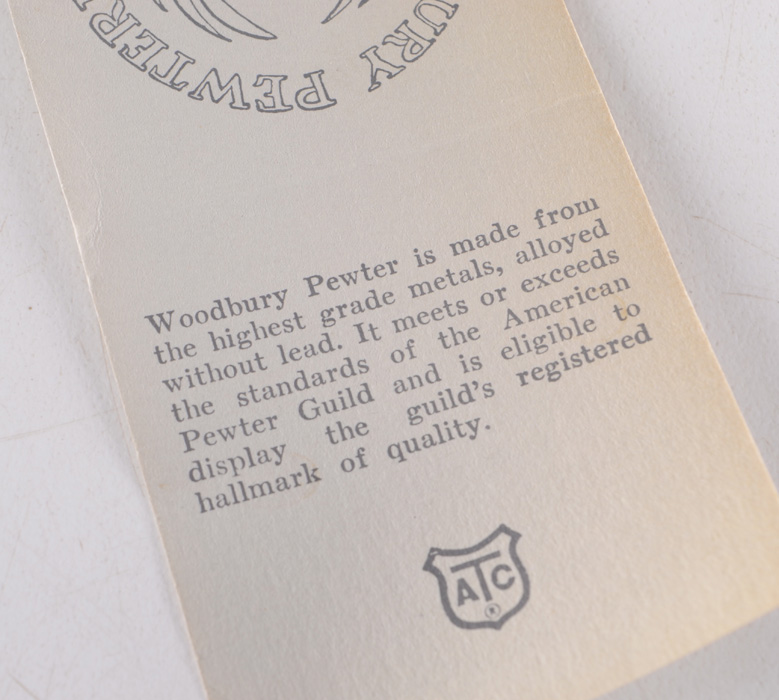 URY PEWTER
Woodbury Pewter is made from
the highest grade metals, alloyed
without lead. It meets or exceeds
the standards of the American
Pewter Guild and is eligible to
display the guild's registered
hallmark of quality.
ATC
®